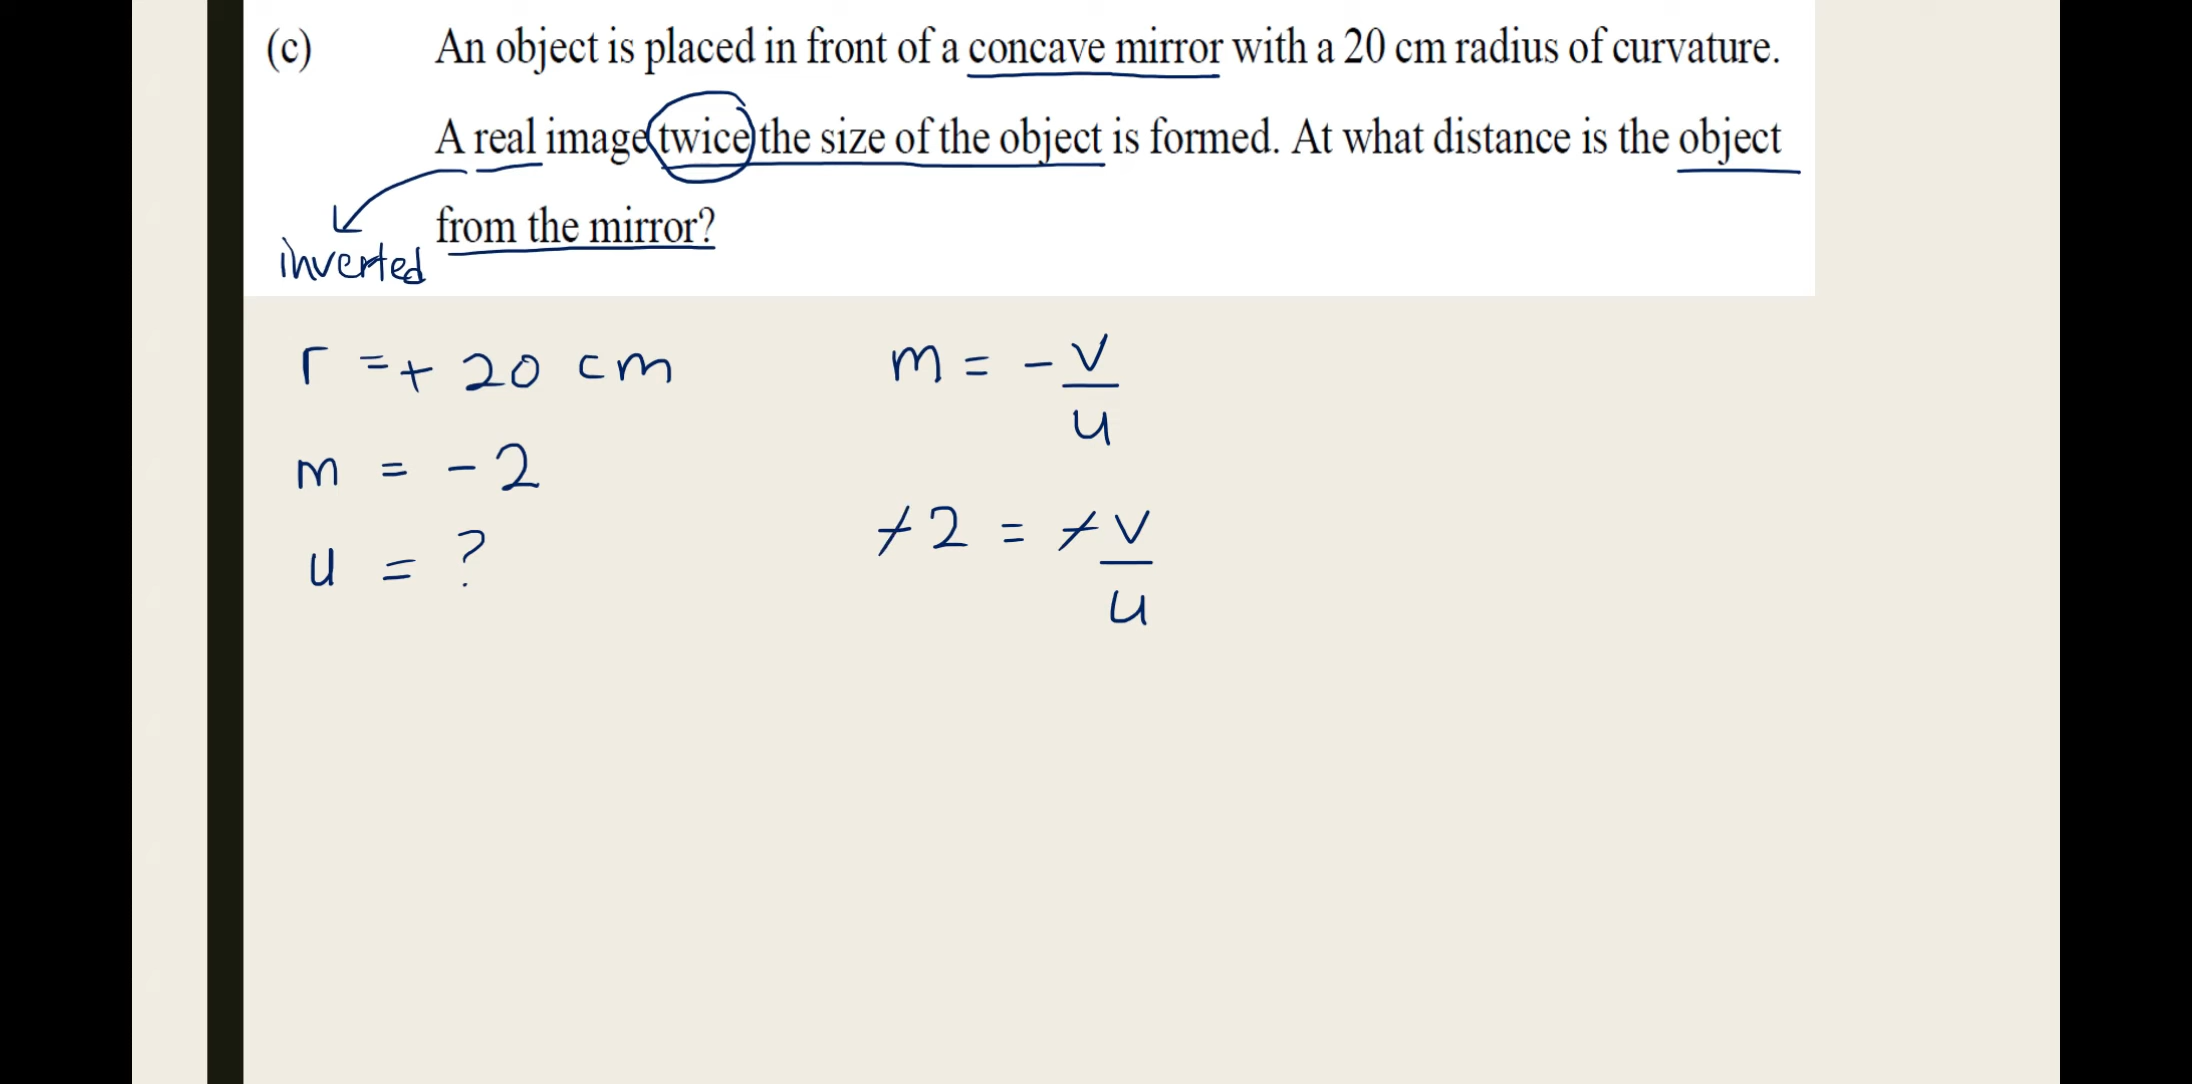 (c) An object is placed in front of a concave mirror with a 20 cm radius of curvature.
A real image twice the size of the object is formed. At what distance is the object
from the mirror?
inverted
r = + 20 cm
m = - 2
u = ?
m = - v/u
-2 = - v/u